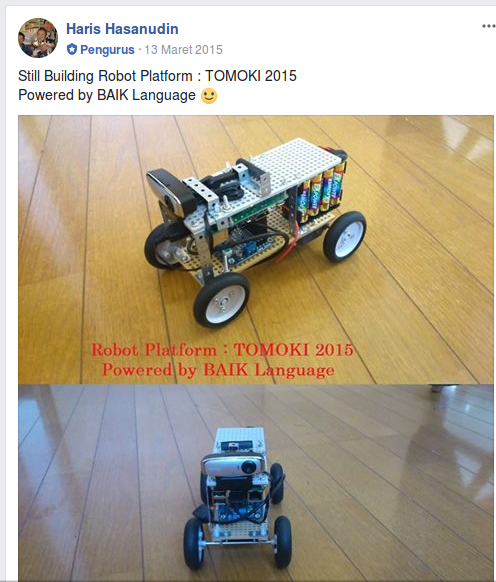 Haris Hasanudin
Pengurus · 13 Maret 2015
Still Building Robot Platform : TOMOKI 2015
Powered by BAIK Language 🙂
Robot Platform : TOMOKI 2015
Powered by BAIK Language